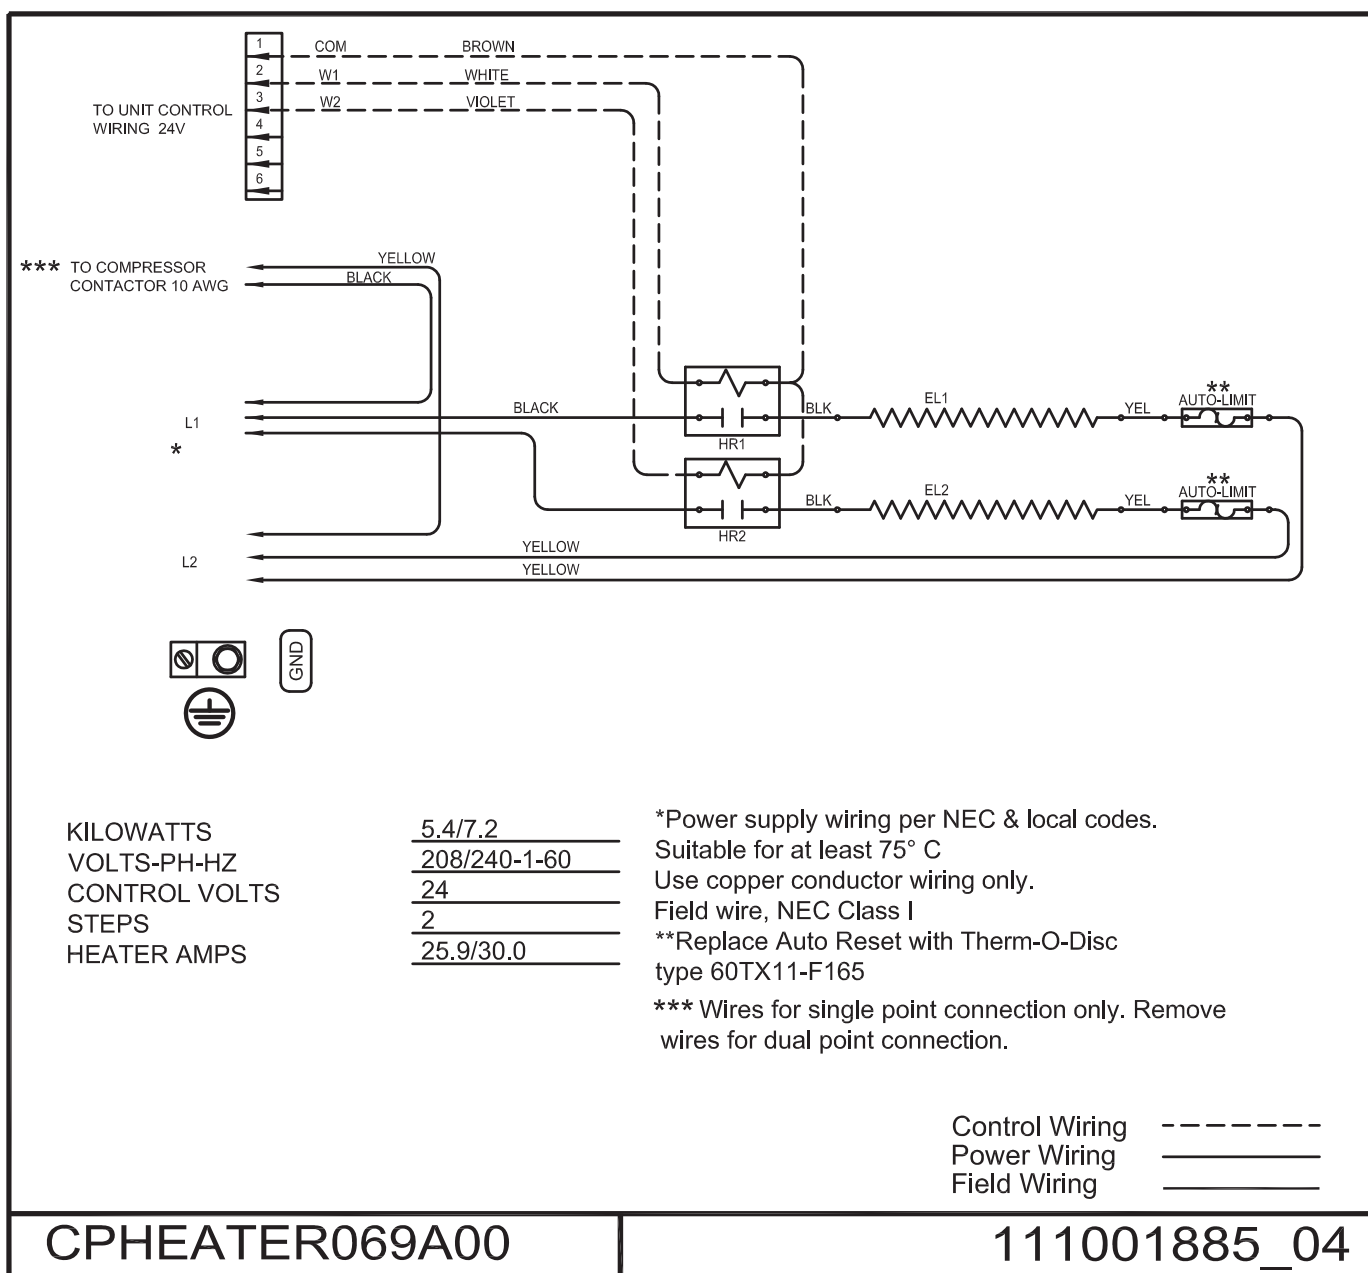 1 COM BROWN
2 W1 WHITE
3 W2 VIOLET
4
5
6
TO UNIT CONTROL
WIRING 24V
*** TO COMPRESSOR
CONTACTOR 10 AWG
YELLOW
BLACK
L1
*
BLACK
HR1
BLK
EL1
YEL
**
AUTO-LIMIT
HR2
BLK
EL2
YEL
**
AUTO-LIMIT
YELLOW
L2
YELLOW
GND
KILOWATTS 5.4/7.2
VOLTS-PH-HZ 208/240-1-60
CONTROL VOLTS 24
STEPS 2
HEATER AMPS 25.9/30.0
*Power supply wiring per NEC & local codes.
Suitable for at least 75° C
Use copper conductor wiring only.
Field wire, NEC Class I
**Replace Auto Reset with Therm-O-Disc
type 60TX11-F165
*** Wires for single point connection only. Remove
wires for dual point connection.
Control Wiring
Power Wiring
Field Wiring
CPHEATER069A00
111001885_04